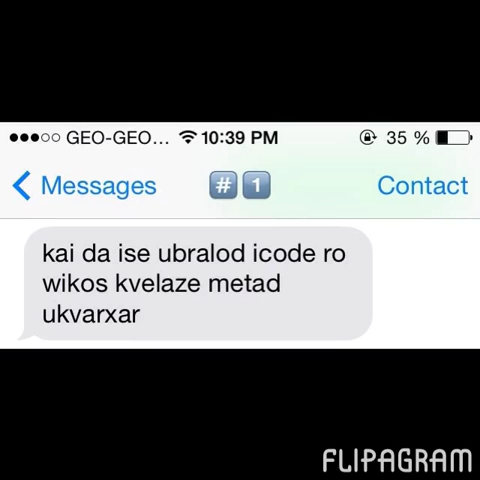 GEO-GEO... 10:39 PM 35 %
Messages #️⃣ 1️⃣ Contact
kai da ise ubralod icode ro
wikos kvelaze metad
ukvarxar
FLIPAGRAM